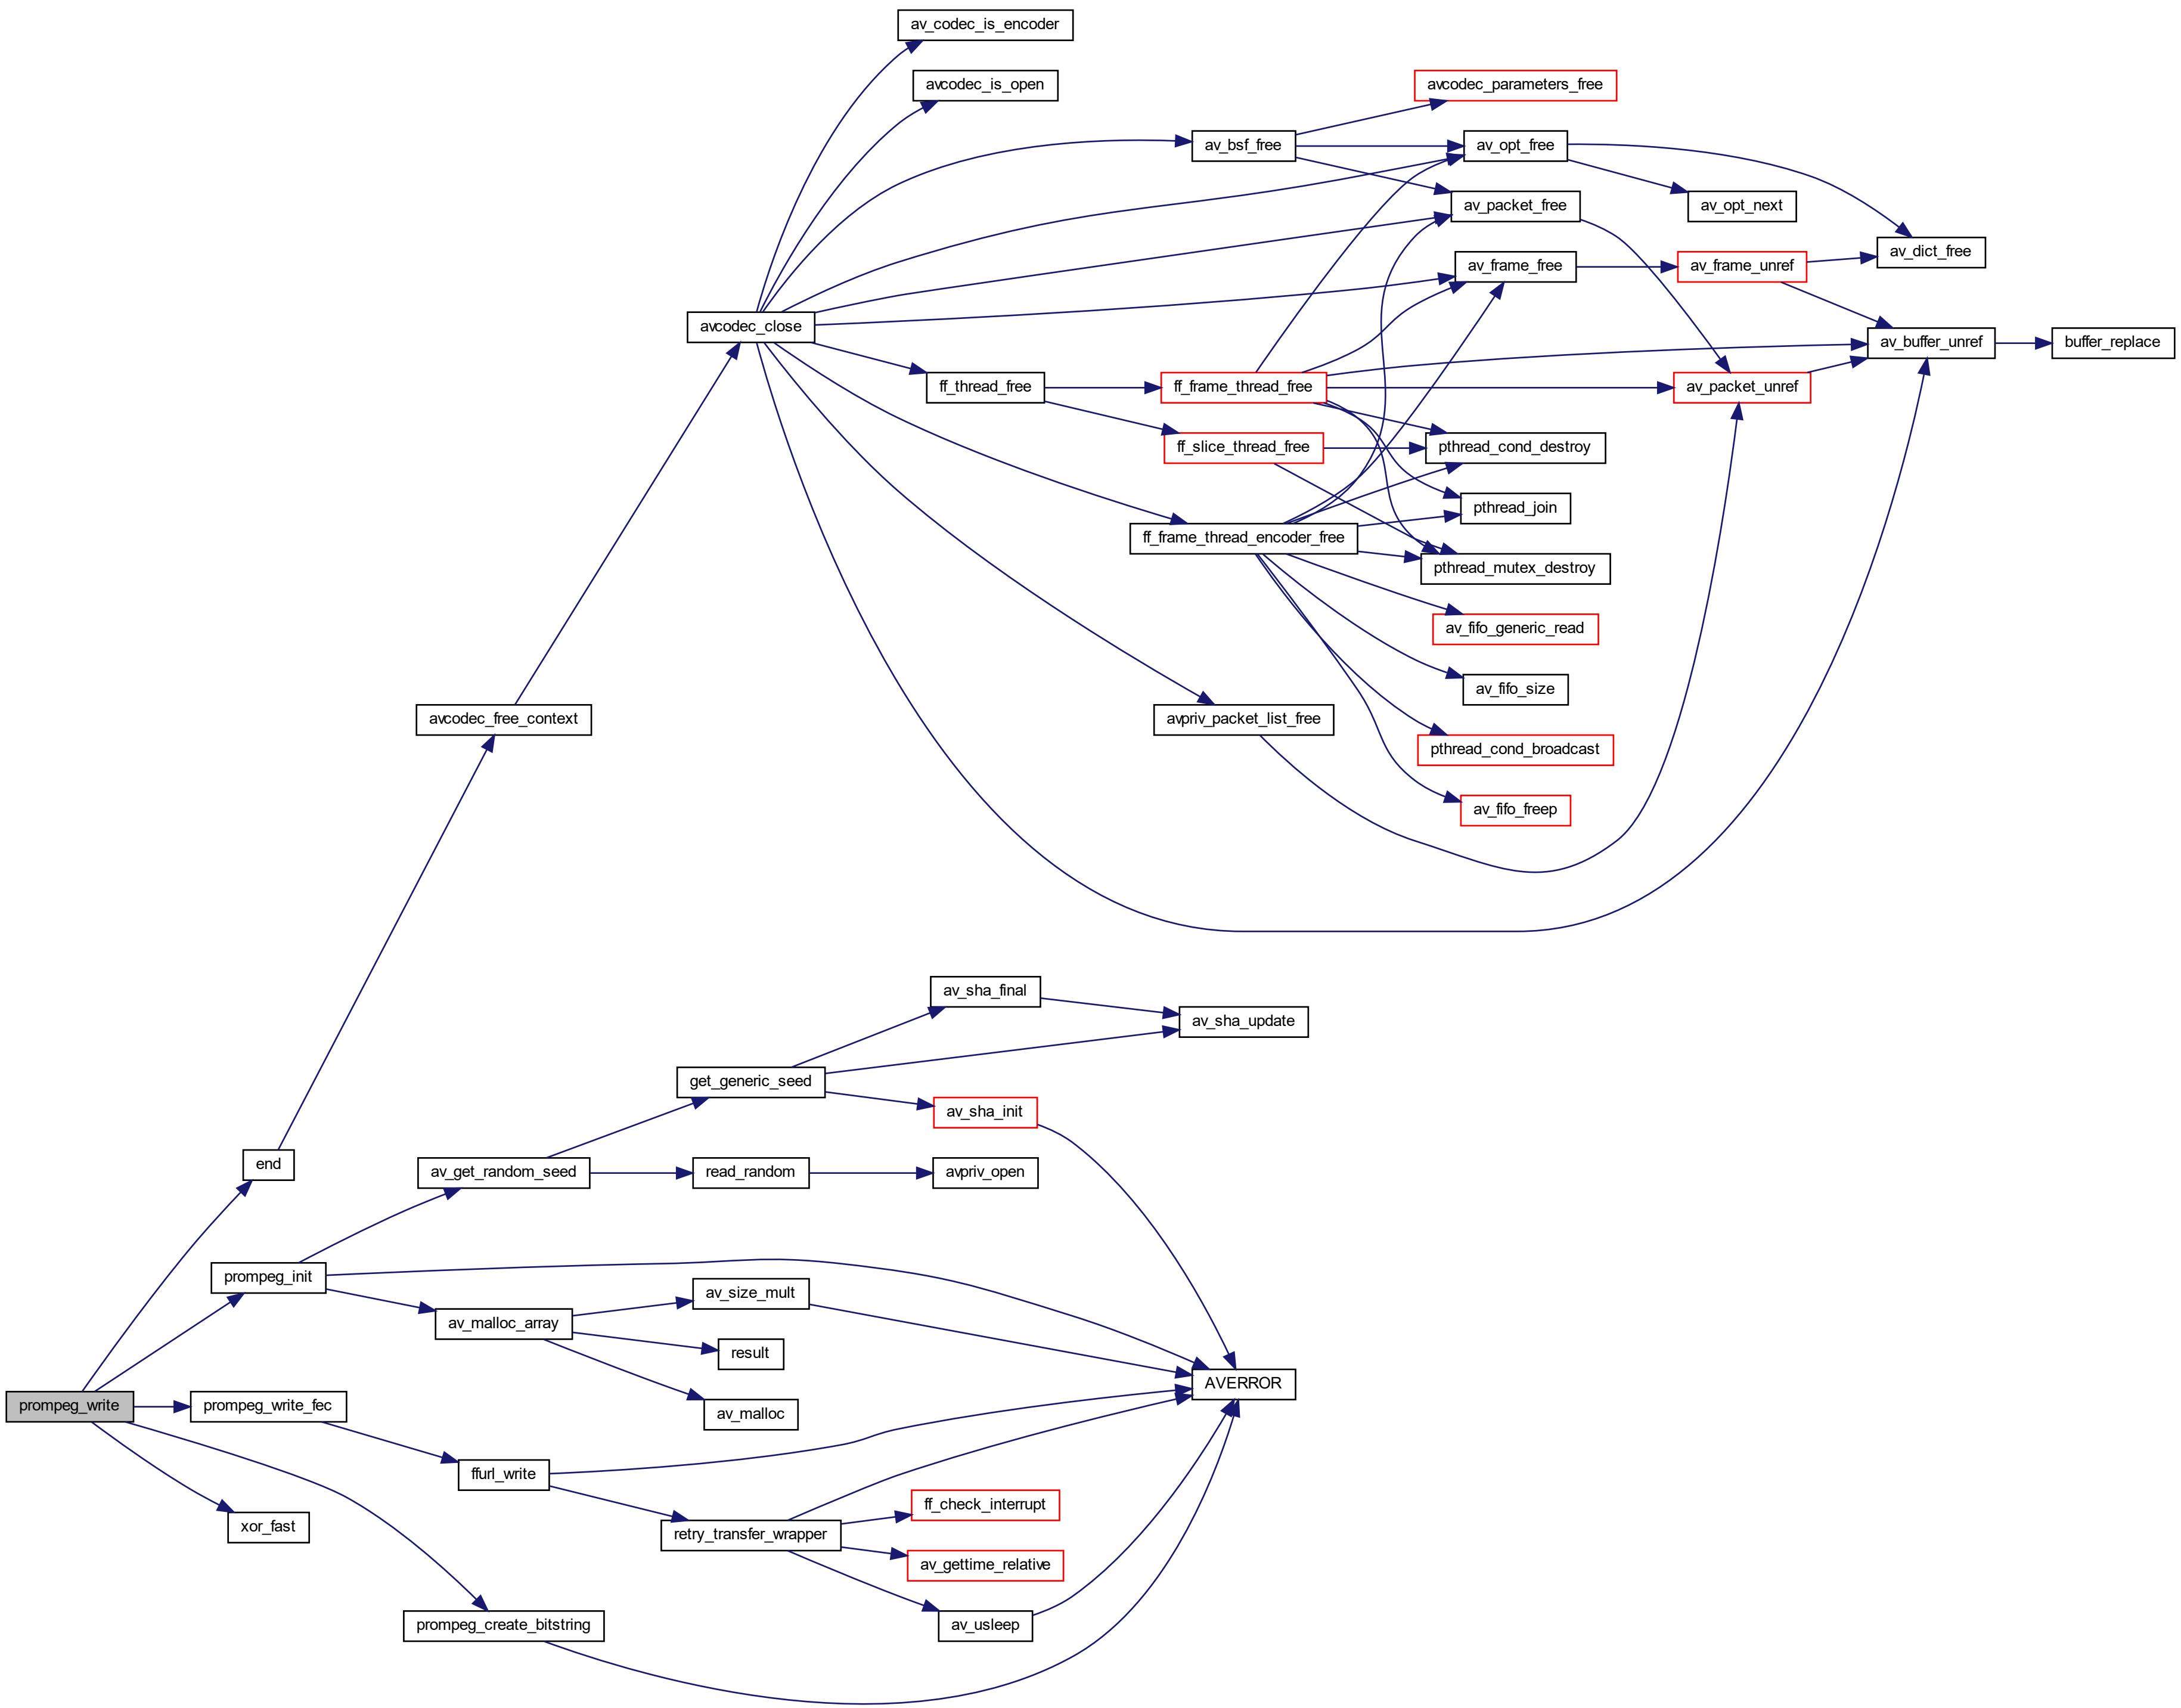 av_codec_is_encoder
avcodec_is_open
avcodec_parameters_free
av_bsf_free
av_opt_free
av_packet_free
av_opt_next
av_dict_free
av_frame_free
av_frame_unref
avcodec_close
av_buffer_unref
buffer_replace
ff_thread_free
ff_frame_thread_free
av_packet_unref
ff_slice_thread_free
pthread_cond_destroy
pthread_join
ff_frame_thread_encoder_free
pthread_mutex_destroy
av_fifo_generic_read
av_fifo_size
avcodec_free_context
avpriv_packet_list_free
pthread_cond_broadcast
av_fifo_freep
av_sha_final
av_sha_update
get_generic_seed
av_sha_init
end
av_get_random_seed
read_random
avpriv_open
prompeg_init
av_size_mult
av_malloc_array
result
AVERROR
prompeg_write
prompeg_write_fec
av_malloc
ffurl_write
ff_check_interrupt
xor_fast
retry_transfer_wrapper
av_gettime_relative
prompeg_create_bitstring
av_usleep